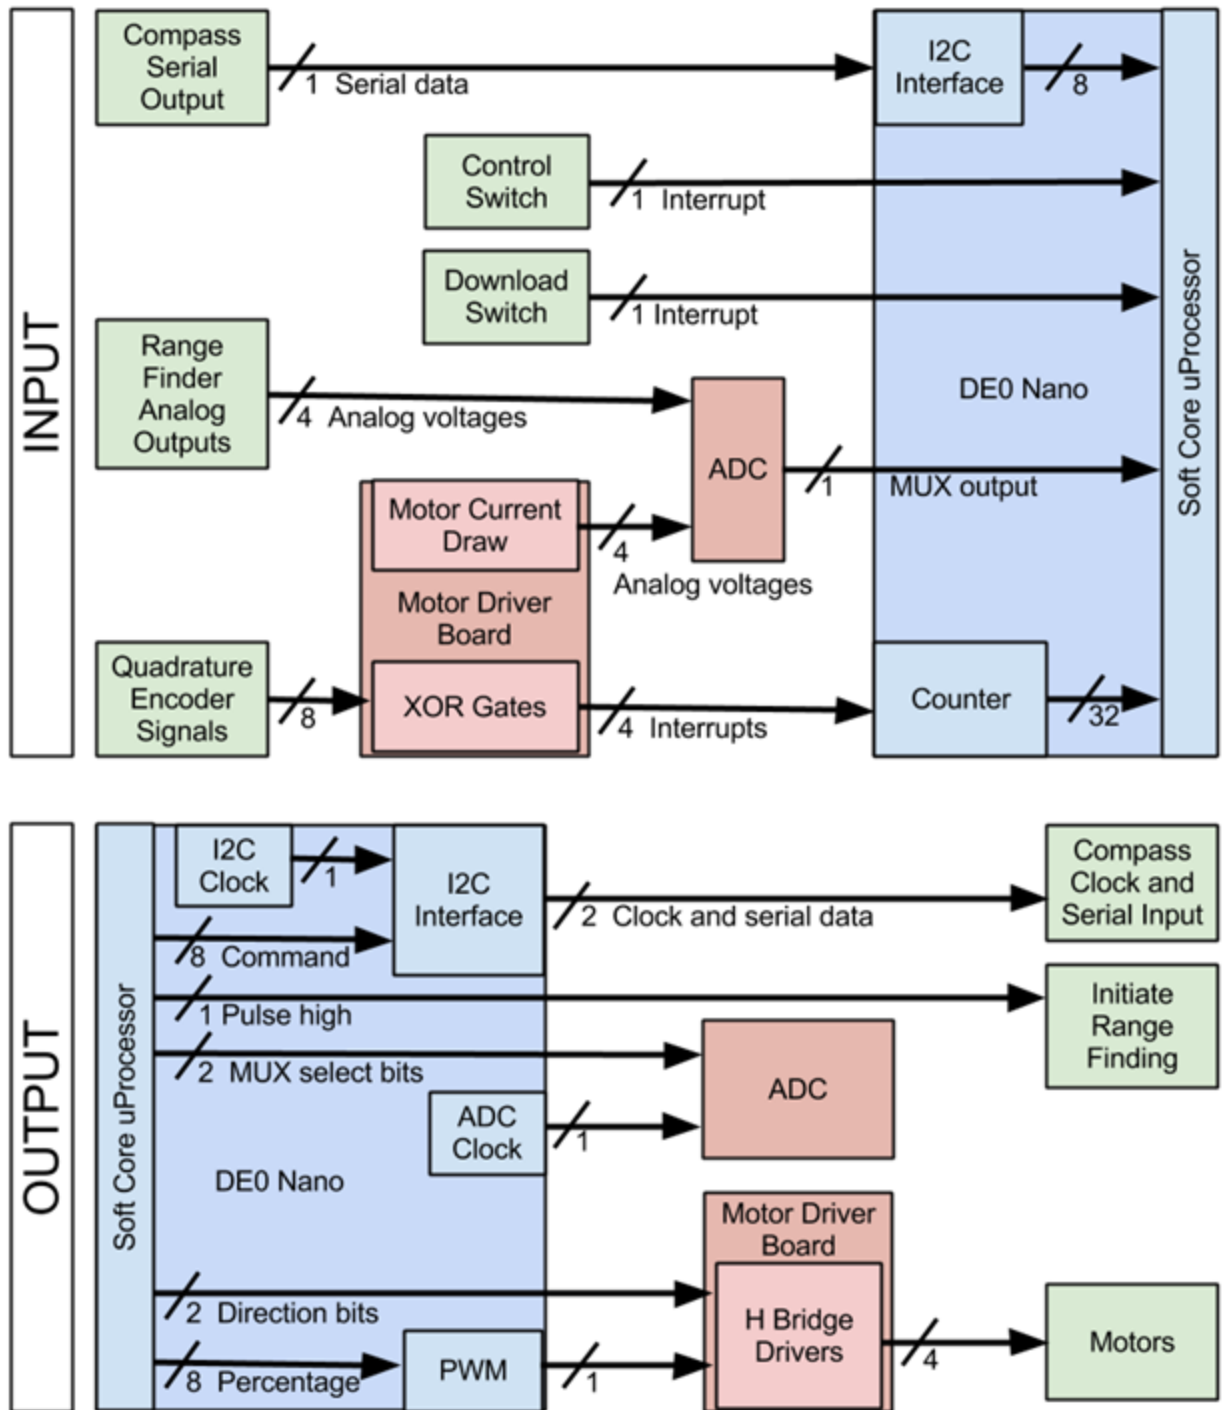 INPUT
Compass
Serial
Output
1 Serial data
I2C
Interface
8
Control
Switch
1 Interrupt
Download
Switch
1 Interrupt
Soft Core uProcessor
Range
Finder
Analog
Outputs
4 Analog voltages
DE0 Nano
ADC
1
MUX output
Motor Current
Draw
4
Analog voltages
Motor Driver
Board
Quadrature
Encoder
Signals
8
XOR Gates
4 Interrupts
Counter
32
OUTPUT
Soft Core uProcessor
I2C
Clock
1
I2C
Interface
8 Command
2 Clock and serial data
Compass
Clock and
Serial Input
1 Pulse high
Initiate
Range
Finding
2 MUX select bits
ADC
ADC
Clock
1
DE0 Nano
Motor Driver
Board
2 Direction bits
H Bridge
Drivers
4
Motors
8 Percentage
PWM
1